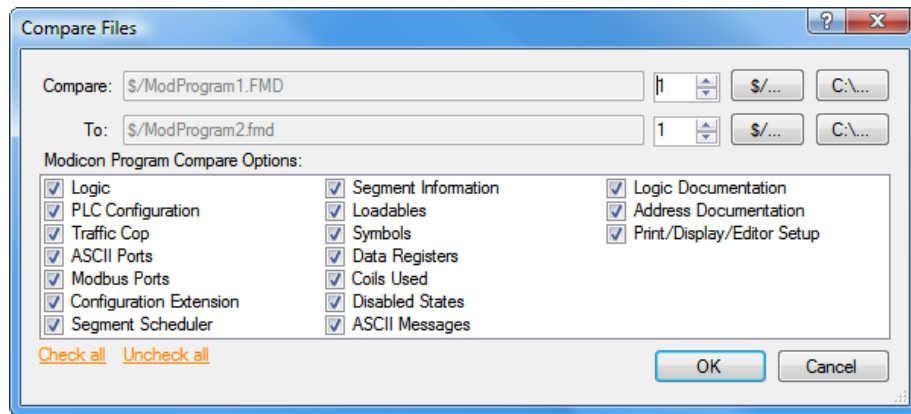 Compare Files
Compare: $/ModProgram1.FMD 1 $/... C:\...
To: $/ModProgram2.fmd 1 $/... C:\...
Modicon Program Compare Options:
Logic Segment Information Logic Documentation
PLC Configuration Loadables Address Documentation
Traffic Cop Symbols Print/Display/Editor Setup
ASCII Ports Data Registers
Modbus Ports Coils Used
Configuration Extension Disabled States
Segment Scheduler ASCII Messages
Check all Uncheck all
OK Cancel